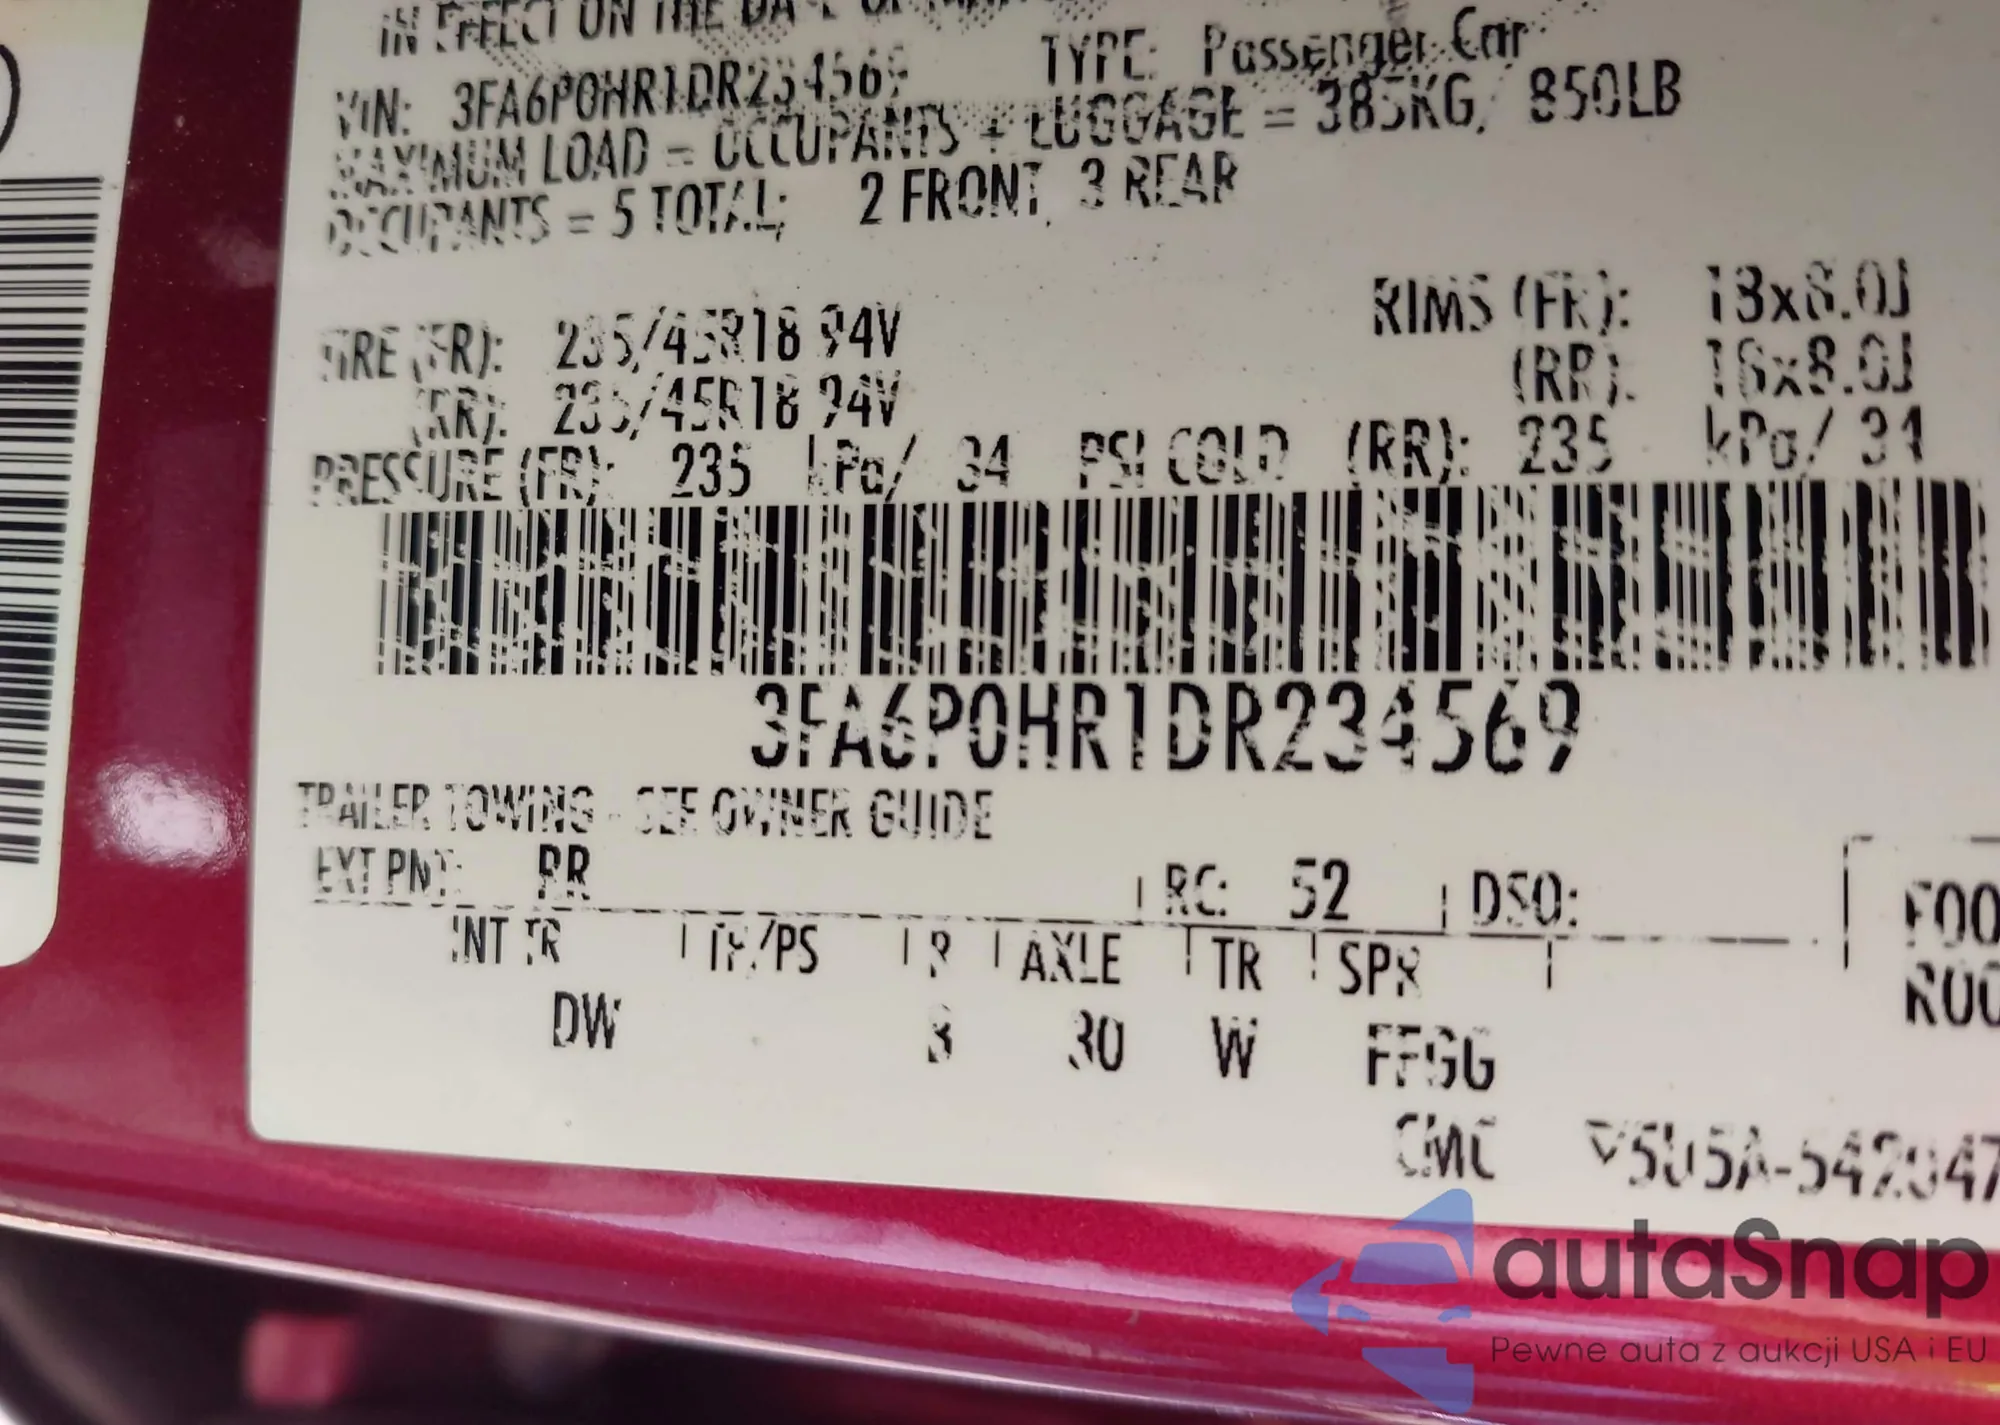 IN EFFECT ON THE DATE OF
VIN: 3FA6P0HR1DR234569 TYPE: Passenger Car
MAXIMUM LOAD = OCCUPANTS + LUGGAGE = 385KG, 850LB
OCCUPANTS = 5 TOTAL; 2 FRONT, 3 REAR
TIRE (FR): 235/45R18 94V RIMS (FR): 18x8.0J
(RR): 235/45R18 94V (RR): 18x8.0J
PRESSURE (FR): 235 kPa/ 34 PSI COLD (RR): 235 kPa/ 34
3FA6P0HR1DR234569
TRAILER TOWING - SEE OWNER GUIDE
EXT PNT: RR RC: 52 DSO:
F00
R00
INT TR TP/PS R AXLE TR SPR
DW 30 W FFGG
CMC
autaSnap
Pewne auta z aukcji USA i EU